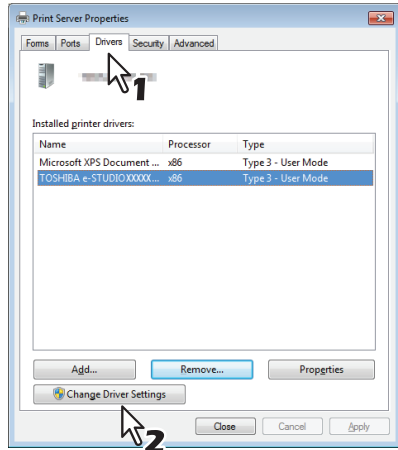 Print Server Properties
Forms Ports Drivers Security Advanced
1
Installed printer drivers:
Name Processor Type
Microsoft XPS Document ... x86 Type 3 - User Mode
TOSHIBA e-STUDIOXXXXX... x86 Type 3 - User Mode
Add... Remove... Properties
Change Driver Settings
2
Close Cancel Apply